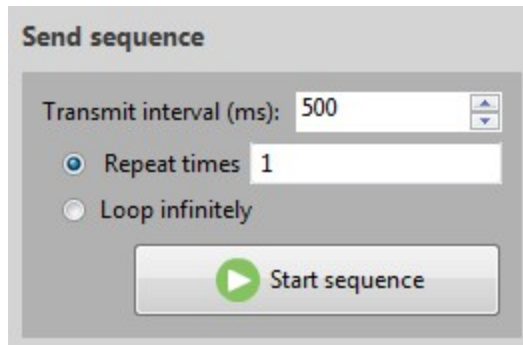 Send sequence
Transmit interval (ms): 500
Repeat times 1
Loop infinitely
Start sequence